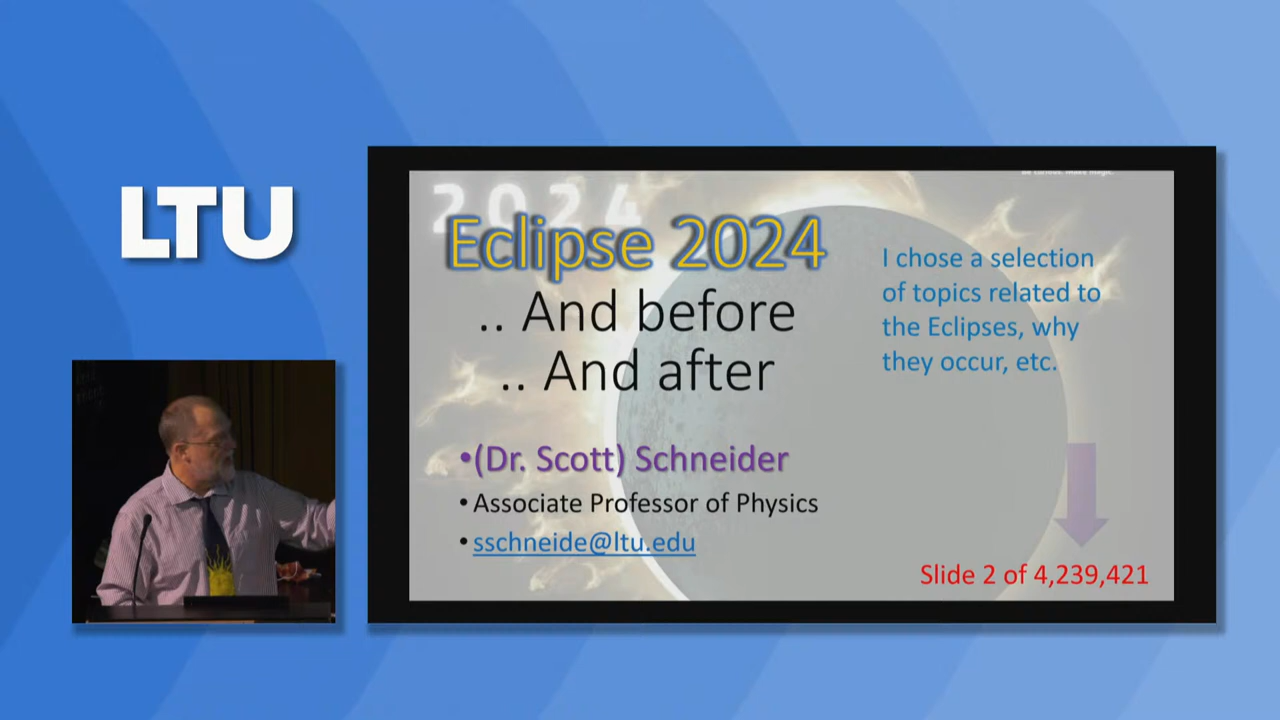 LTU
2024
Eclipse 2024
.. And before
.. And after
I chose a selection
of topics related to
the Eclipses, why
they occur, etc.
•(Dr. Scott) Schneider
• Associate Professor of Physics
• sschneide@ltu.edu
Slide 2 of 4,239,421